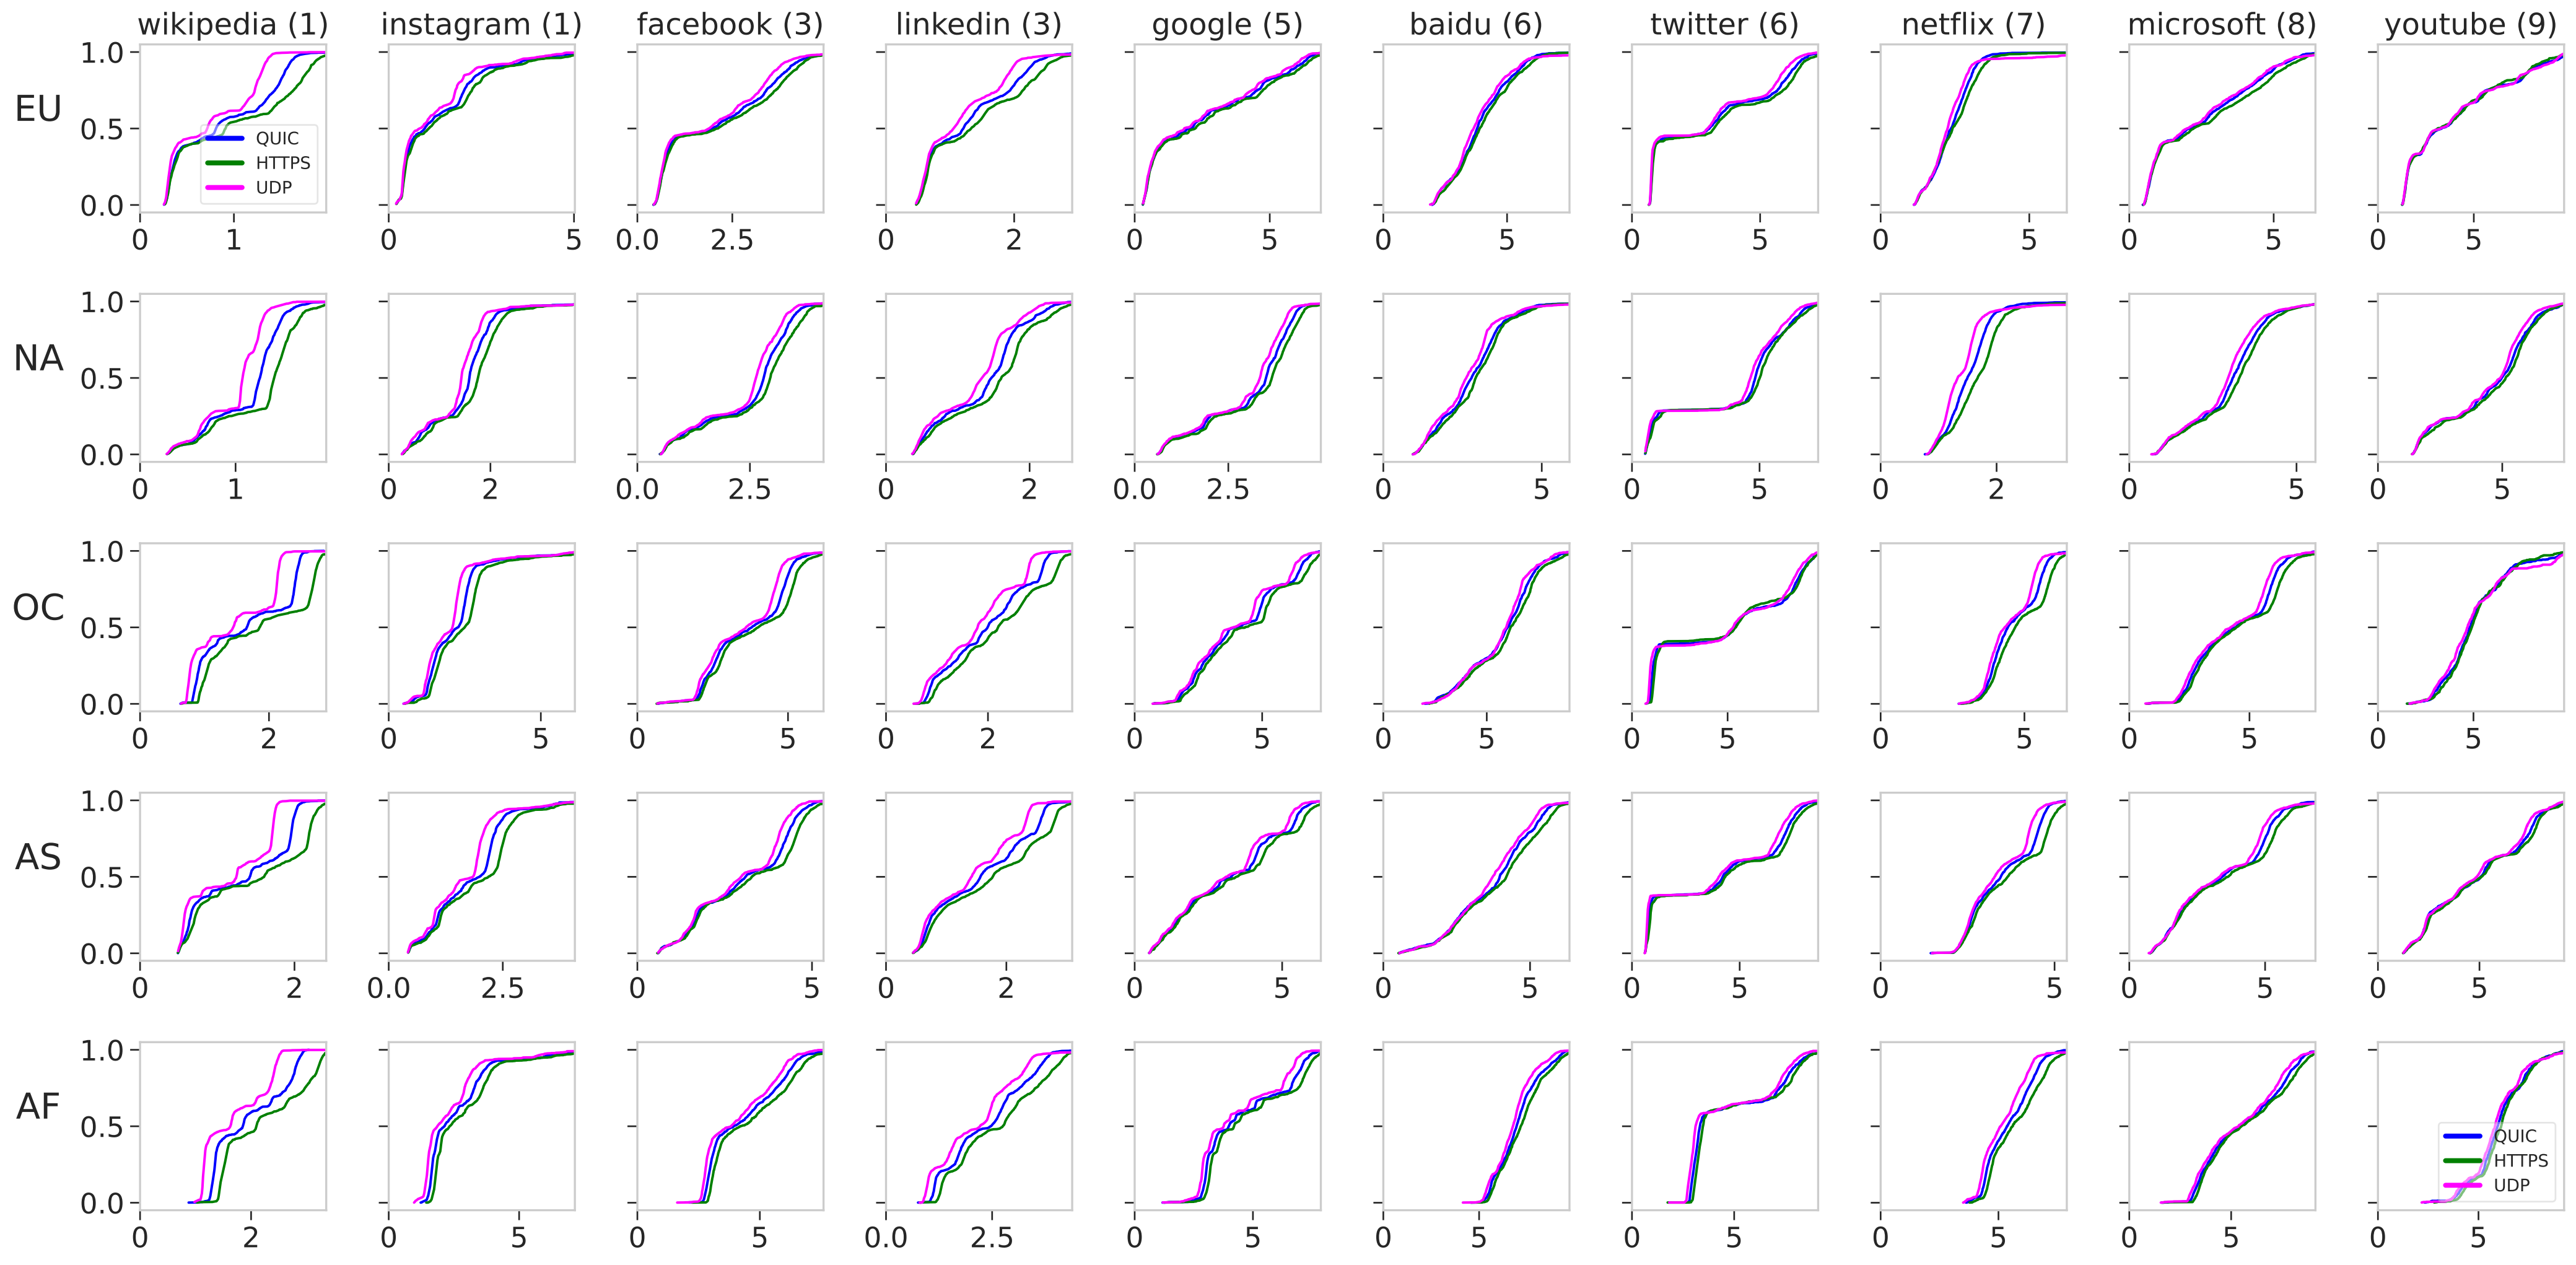 wikipedia (1) instagram (1) facebook (3) linkedin (3) google (5) baidu (6) twitter (6) netflix (7) microsoft (8) youtube (9)
EU
1.0
0.5
0.0
QUIC
HTTPS
UDP
0 1 0 5 0.0 2.5 0 2 0 5 0 5 0 5 0 5 0 5 0 5
NA
1.0
0.5
0.0
0 1 0 2 0.0 2.5 0 2 0.0 2.5 0 5 0 5 0 2 0 5 0 5
OC
1.0
0.5
0.0
0 2 0 5 0 5 0 2 0 5 0 5 0 5 0 5 0 5 0 5
AS
1.0
0.5
0.0
0 2 0.0 2.5 0 5 0 2 0 5 0 5 0 5 0 5 0 5 0 5
AF
1.0
0.5
0.0
QUIC
HTTPS
UDP
0 2 0 5 0 5 0.0 2.5 0 5 0 5 0 5 0 5 0 5 0 5